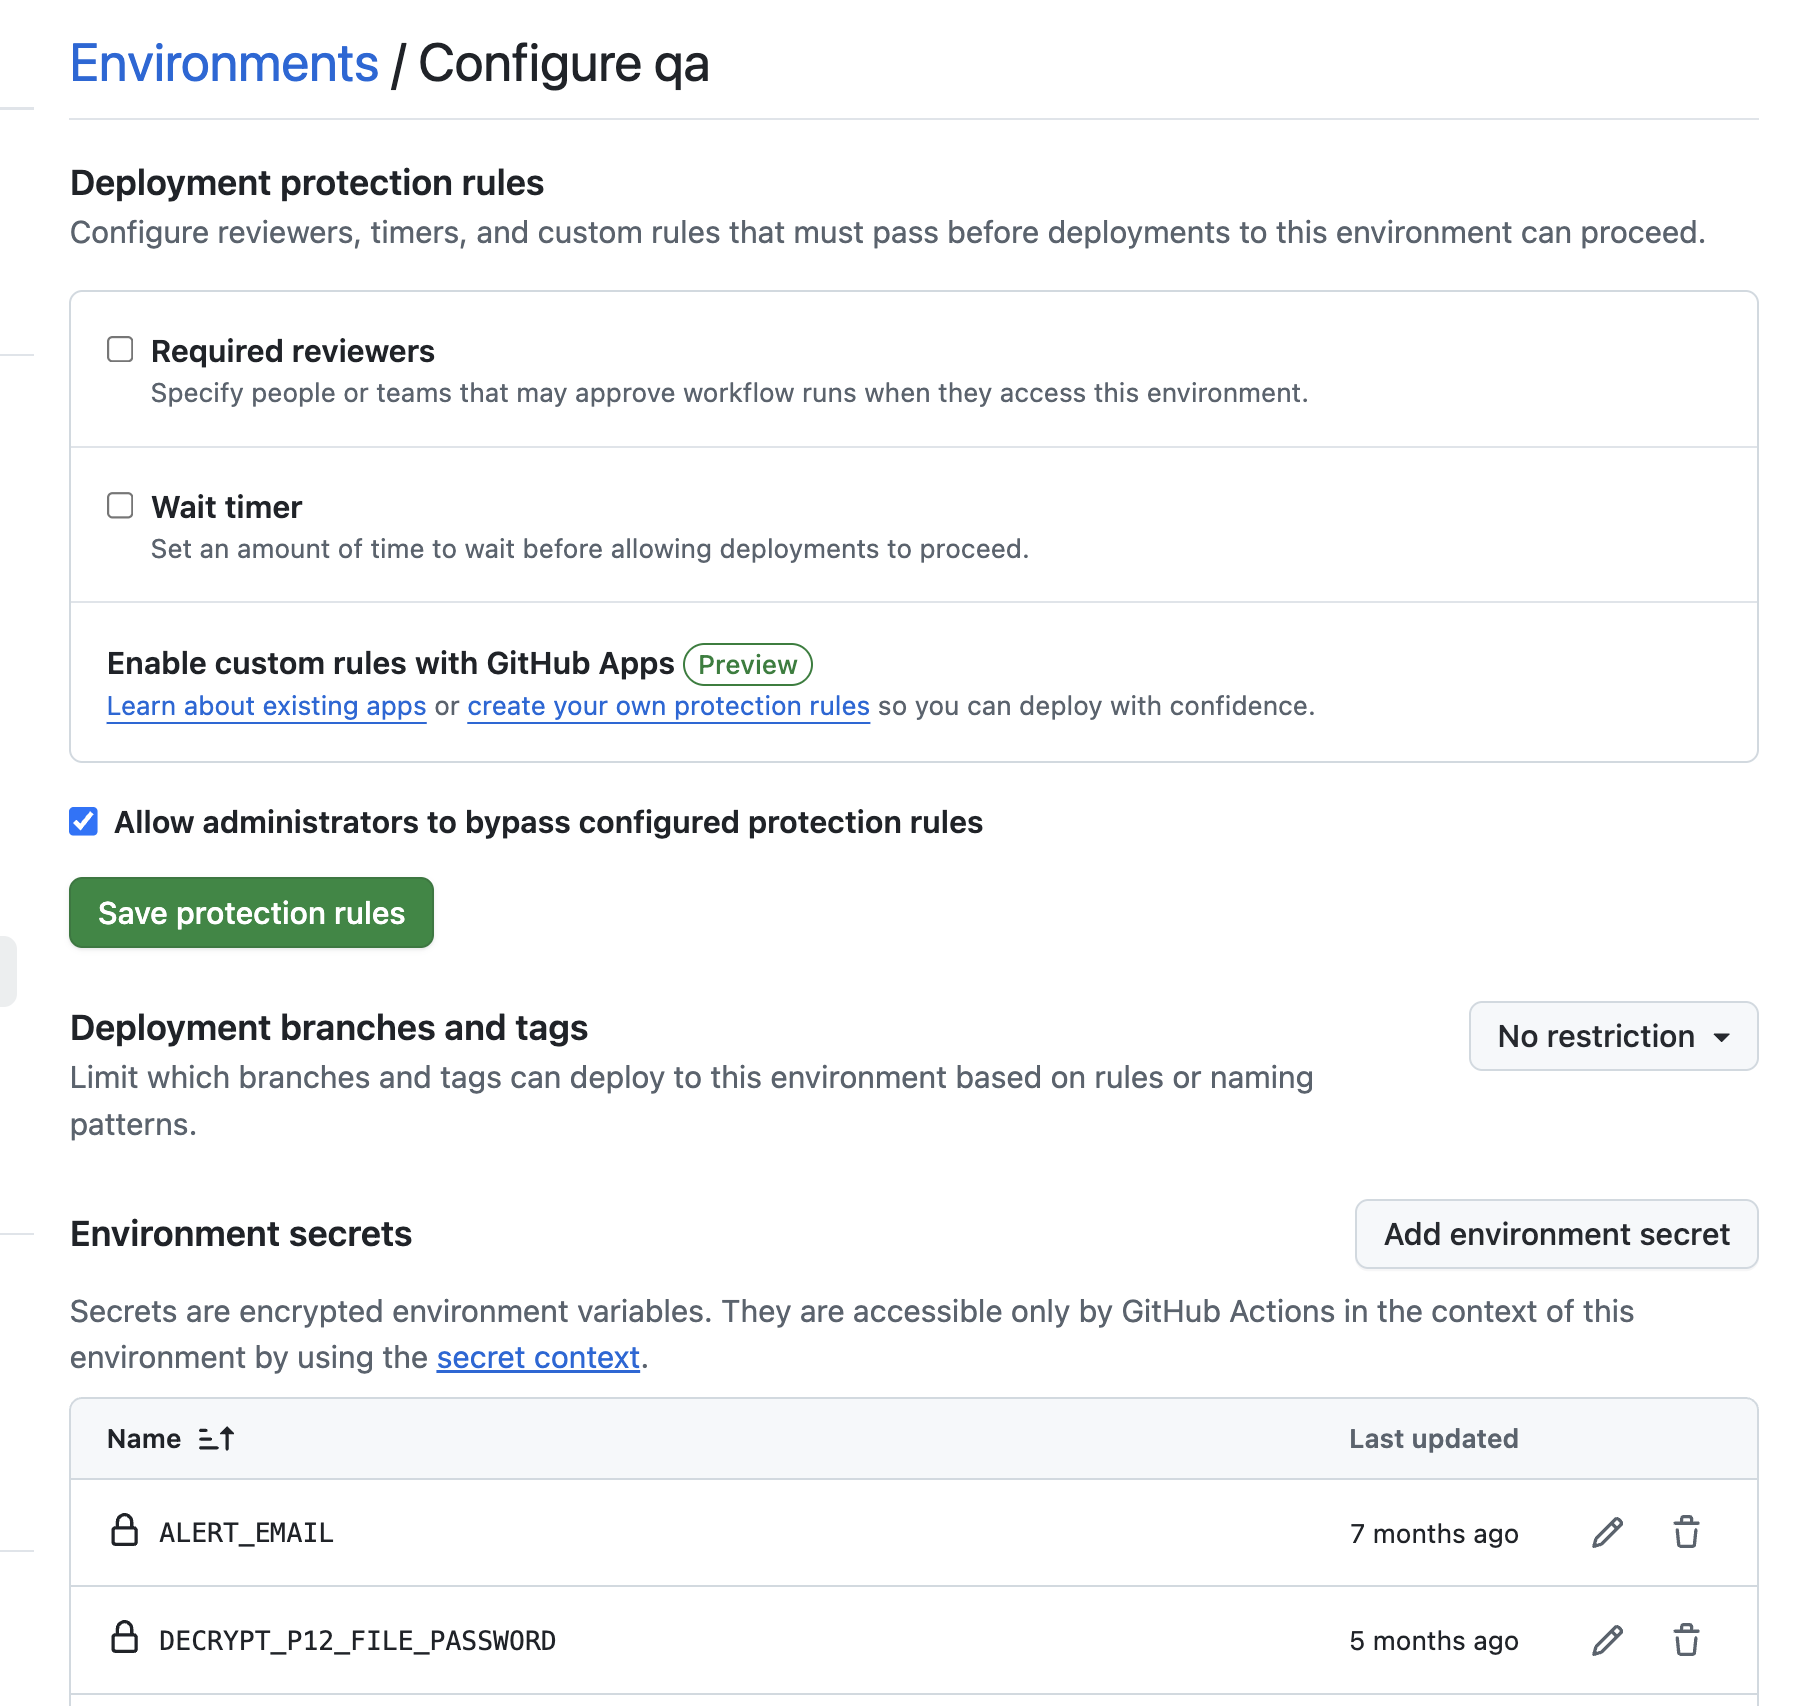 Environments / Configure qa
Deployment protection rules
Configure reviewers, timers, and custom rules that must pass before deployments to this environment can proceed.
Required reviewers
Specify people or teams that may approve workflow runs when they access this environment.
Wait timer
Set an amount of time to wait before allowing deployments to proceed.
Enable custom rules with GitHub Apps Preview
Learn about existing apps or create your own protection rules so you can deploy with confidence.
Allow administrators to bypass configured protection rules
Save protection rules
Deployment branches and tags
No restriction
Limit which branches and tags can deploy to this environment based on rules or naming
patterns.
Environment secrets
Add environment secret
Secrets are encrypted environment variables. They are accessible only by GitHub Actions in the context of this
environment by using the secret context.
Name Last updated
ALERT_EMAIL 7 months ago
DECRYPT_P12_FILE_PASSWORD 5 months ago